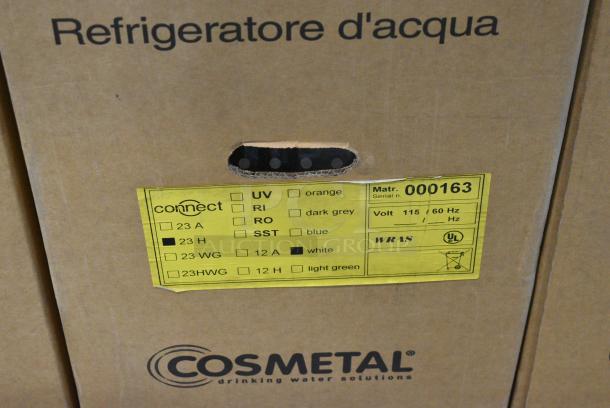 Refrigeratore d'acqua
connect
23 A
23 H
23 WG
23HWG
UV
RI
RO
SST
12 A
12 H
orange
dark grey
blue
white
light green
Matr. 000163
Serial n.
Volt 115 / 60 Hz
/ Hz
WRAS
UL
COSMETAL®
drinking water solutions